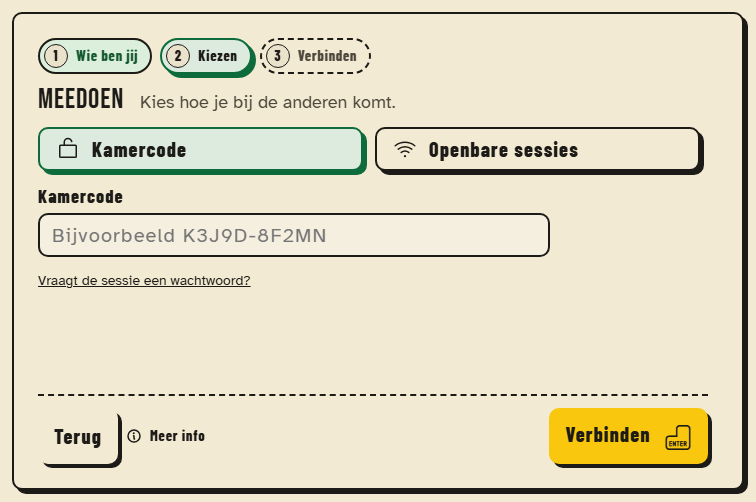 1 Wie ben jij 2 Kiezen 3 Verbinden
MEEDOEN Kies hoe je bij de anderen komt.
Kamercode Openbare sessies
Kamercode
Bijvoorbeeld K3J9D-8F2MN
Vraagt de sessie een wachtwoord?
Terug Meer info Verbinden ENTER